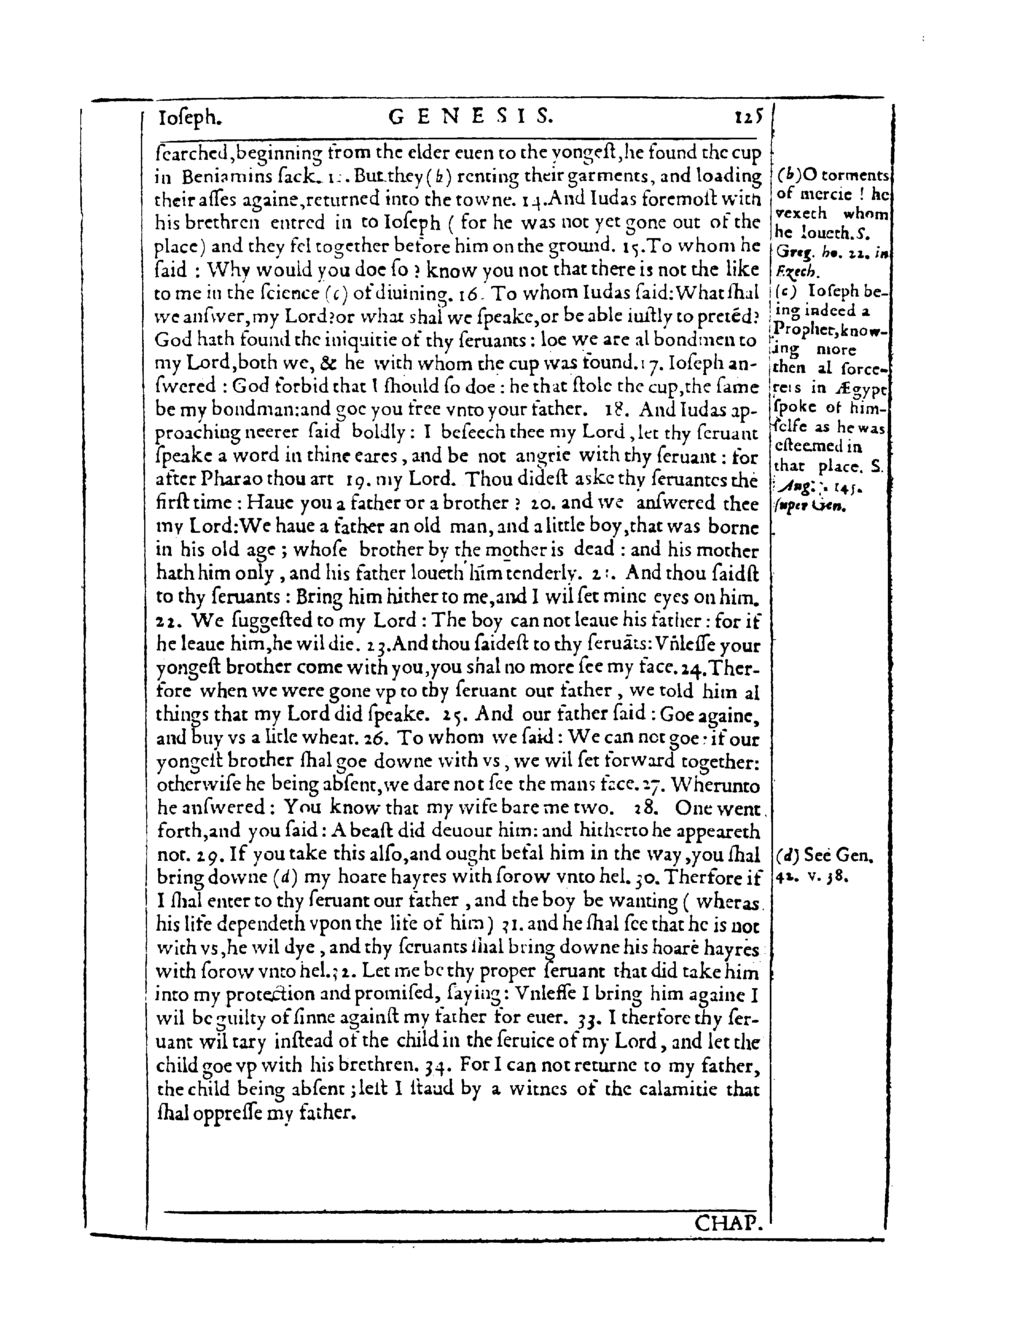 Ioſeph. GENESIS. 125
ſearched,beginning from the elder euen to the yongeſt,he found the cup
in Beniamins ſack. 13. But they (b) renting their garments, and loading
their aſſes againe,returned into the towne. 14.And Iudas foremoſt with
his brethren entred in to Ioſeph ( for he was not yet gone out of the
place) and they fel together before him on the ground. 15.To whom he
ſaid : Why would you doe ſo ? know you not that there is not the like
to me in the ſcience (c) of diuining. 16. To whom Iudas ſaid:What ſhal
we anſwer,my Lord?or what shal we ſpeake,or be able iuſtly to pretēd?
God hath found the iniquitie of thy ſeruants : loe we are al bondmen to
my Lord,both we, & he with whom the cup was found.17. Ioſeph an-
ſwered : God forbid that I ſhould ſo doe : he that ſtole the cup,the ſame
be my bondman:and goe you free vnto your father. 18. And Iudas ap-
proaching neerer ſaid boldly : I beſeech thee my Lord ,let thy ſeruant
ſpeake a word in thine eares , and be not angrie with thy ſeruant : for
after Pharao thou art 19. my Lord. Thou dideſt aske thy ſeruantes the
firſt time : Haue you a father or a brother ? 20. and we anſwered thee
my Lord:We haue a father an old man, and a little boy,that was borne
in his old age ; whoſe brother by the mother is dead : and his mother
hath him only , and his father loueth him tenderly. 21. And thou ſaidſt
to thy ſeruants : Bring him hither to me,and I wil ſet mine eyes on him.
22. We ſuggeſted to my Lord : The boy can not leaue his father : for if
he leaue him,he wil die. 23.And thou ſaideſt to thy ſeruāts: Vnleſſe your
yongeſt brother come with you,you shal no more ſee my face.24.Ther-
fore when we were gone vp to thy ſeruant our father , we told him al
things that my Lord did ſpeake. 25. And our father ſaid : Goe againe,
and buy vs a litle wheat. 26. To whom we ſaid : We can not goe : if our
yongeſt brother ſhal goe downe with vs , we wil ſet forward together:
otherwiſe he being abſent,we dare not ſee the mans face.27. Wherunto
he anſwered : You know that my wife bare me two. 28. One went
forth,and you ſaid : A beaſt did deuour him: and hitherto he appeareth
not. 29. If you take this alſo,and ought befal him in the way ,you ſhal
bring downe (d) my hoare hayres with ſorow vnto hel. 30. Therfore if
I ſhal enter to thy ſeruant our father , and the boy be wanting ( wheras
his life dependeth vpon the life of him ) 31. and he ſhal ſee that he is not
with vs ,he wil dye , and thy ſeruants ſhal bring downe his hoare hayres
with ſorow vnto hel.32. Let me be thy proper ſeruant that did take him
into my protection and promiſed, ſaying : Vnleſſe I bring him againe I
wil be guilty of ſinne againſt my father for euer. 33. I therfore thy ſer-
uant wil tary inſtead of the child in the ſeruice of my Lord , and let the
child goe vp with his brethren. 34. For I can not returne to my father,
the child being abſent ;leſt I ſtand by a witnes of the calamitie that
ſhal oppreſſe my father.
(b)O torments
of mercie ! he
vexeth whom
he loueth. S.
Greg. ho. 22. in
Ezech.
(c) Ioſeph be-
ing indeed a
Prophet,know-
ing more
then al ſorce-
rers in Ægypt
ſpoke of him-
ſelfe as he was
eſteemed in
that place. S.
Aug. 145.
ſuper Gen.
(d) See Gen.
42. v. 38.
CHAP.